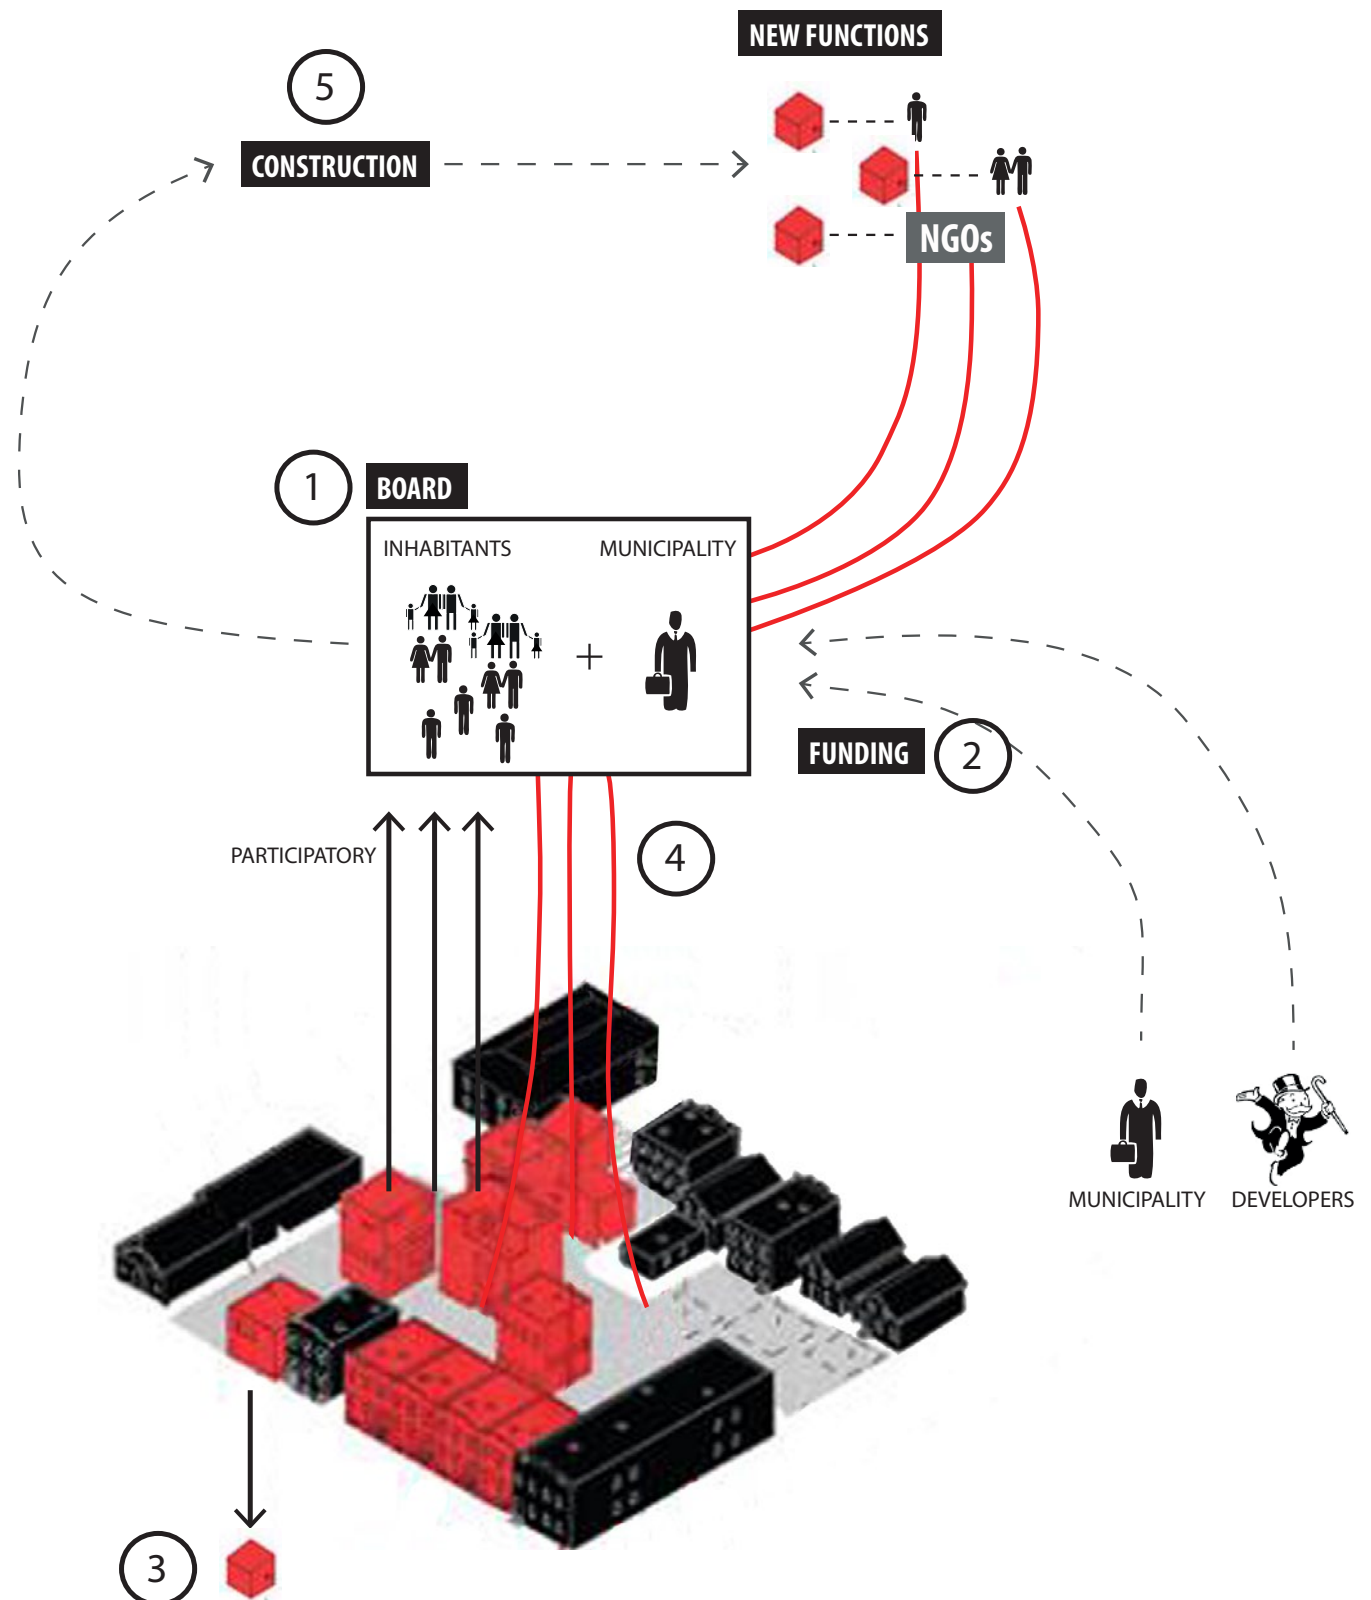 NEW FUNCTIONS
5
CONSTRUCTION
NGOs
1
BOARD
INHABITANTS
MUNICIPALITY
+
FUNDING
2
PARTICIPATORY
4
MUNICIPALITY
DEVELOPERS
3